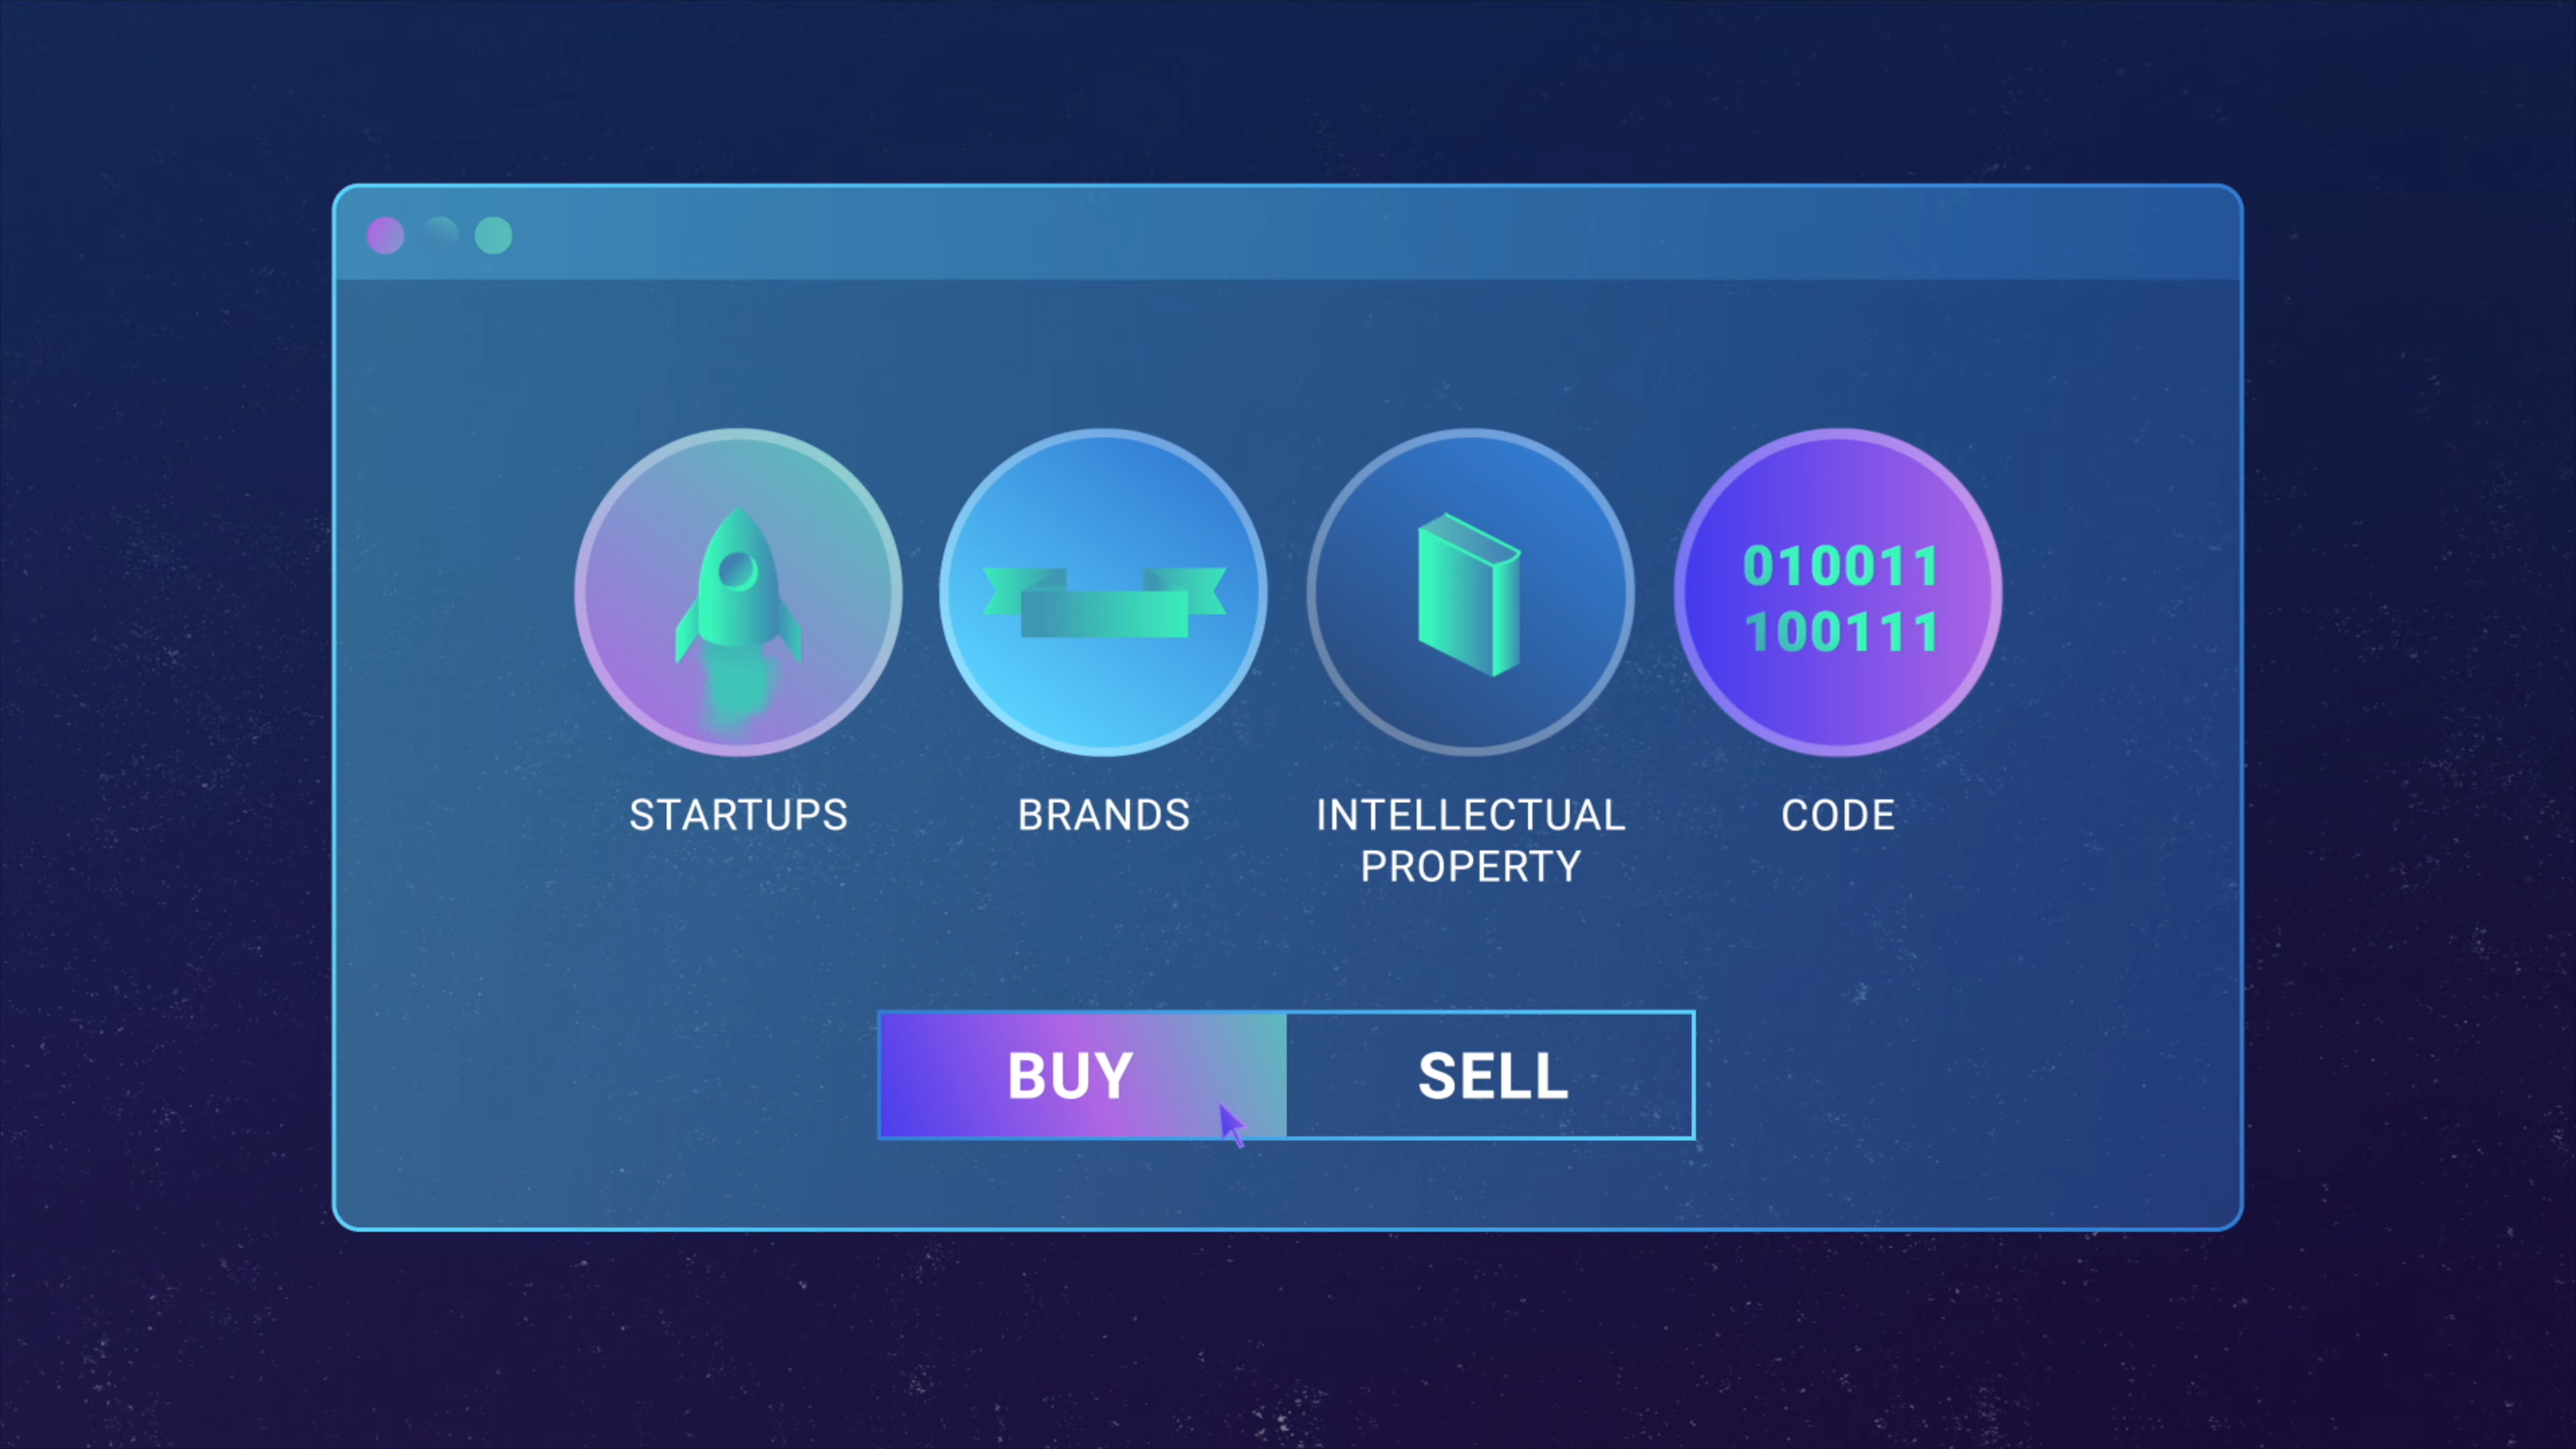 010011
100111
STARTUPS
BRANDS
INTELLECTUAL
PROPERTY
CODE
BUY
SELL